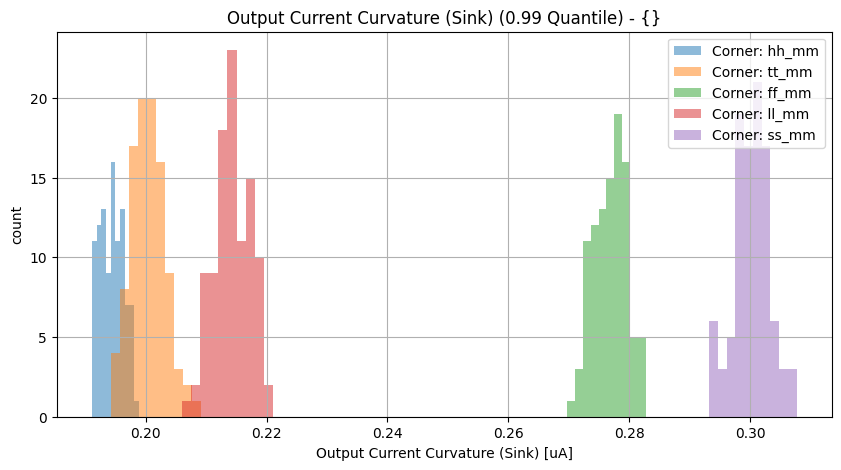 Output Current Curvature (Sink) (0.99 Quantile) - {}
Corner: hh_mm
Corner: tt_mm
Corner: ff_mm
Corner: ll_mm
Corner: ss_mm
count
20
15
10
5
0
0.20
0.22
0.24
0.26
0.28
0.30
Output Current Curvature (Sink) [uA]